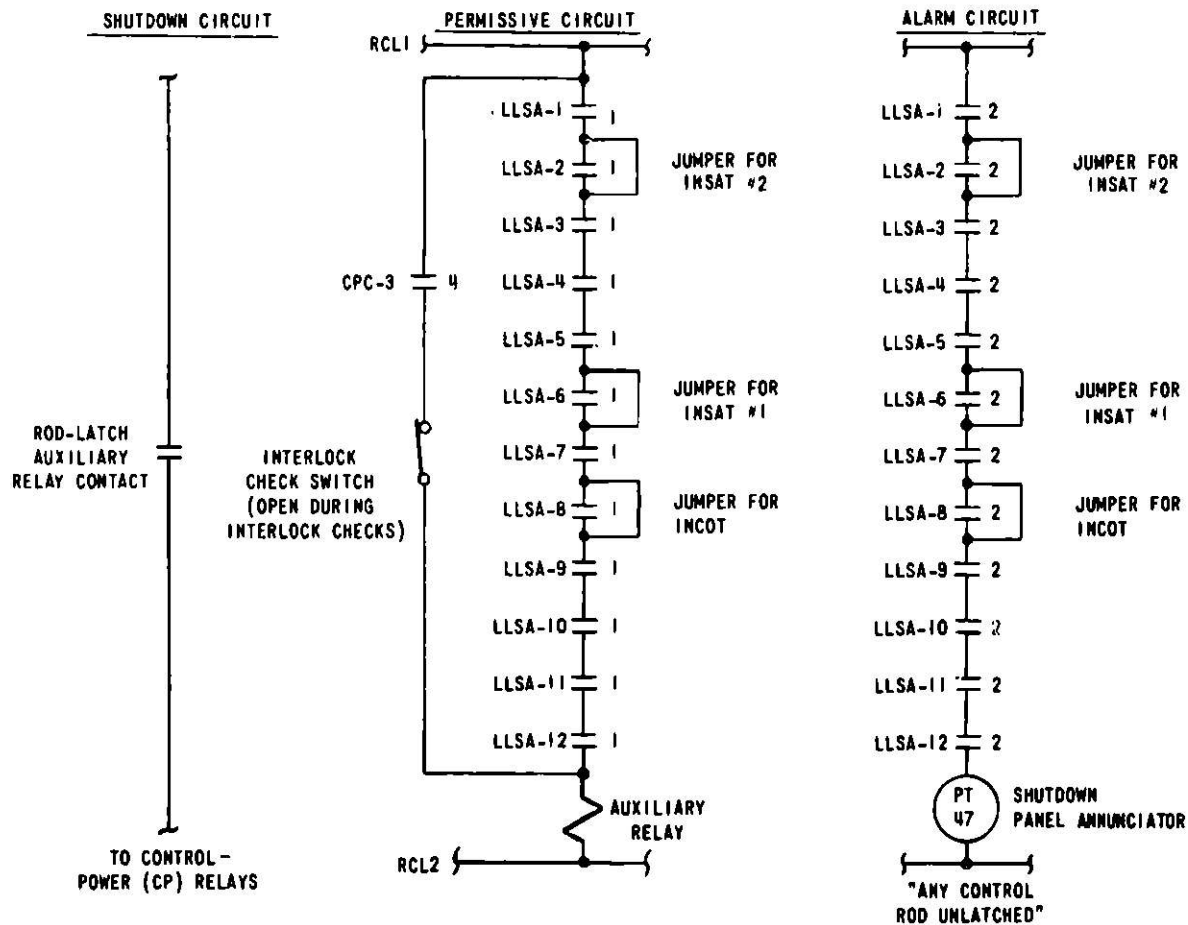 SHUTDOWN CIRCUIT
ROD-LATCH
AUXILIARY
RELAY CONTACT
TO CONTROL-
POWER (CP) RELAYS
PERMISSIVE CIRCUIT
RCL1
LLSA-1 1
LLSA-2 1
JUMPER FOR
INSAT #2
LLSA-3 1
CPC-3 4
LLSA-4 1
LLSA-5 1
LLSA-6 1
JUMPER FOR
INSAT #1
INTERLOCK
CHECK SWITCH
(OPEN DURING
INTERLOCK CHECKS)
LLSA-7 1
LLSA-8 1
JUMPER FOR
INCOT
LLSA-9 1
LLSA-10 1
LLSA-11 1
LLSA-12 1
AUXILIARY
RELAY
RCL2
ALARM CIRCUIT
LLSA-1 2
LLSA-2 2
JUMPER FOR
INSAT #2
LLSA-3 2
LLSA-4 2
LLSA-5 2
LLSA-6 2
JUMPER FOR
INSAT #1
LLSA-7 2
LLSA-8 2
JUMPER FOR
INCOT
LLSA-9 2
LLSA-10 2
LLSA-11 2
LLSA-12 2
PT
47
SHUTDOWN
PANEL ANNUNCIATOR
"ANY CONTROL
ROD UNLATCHED"